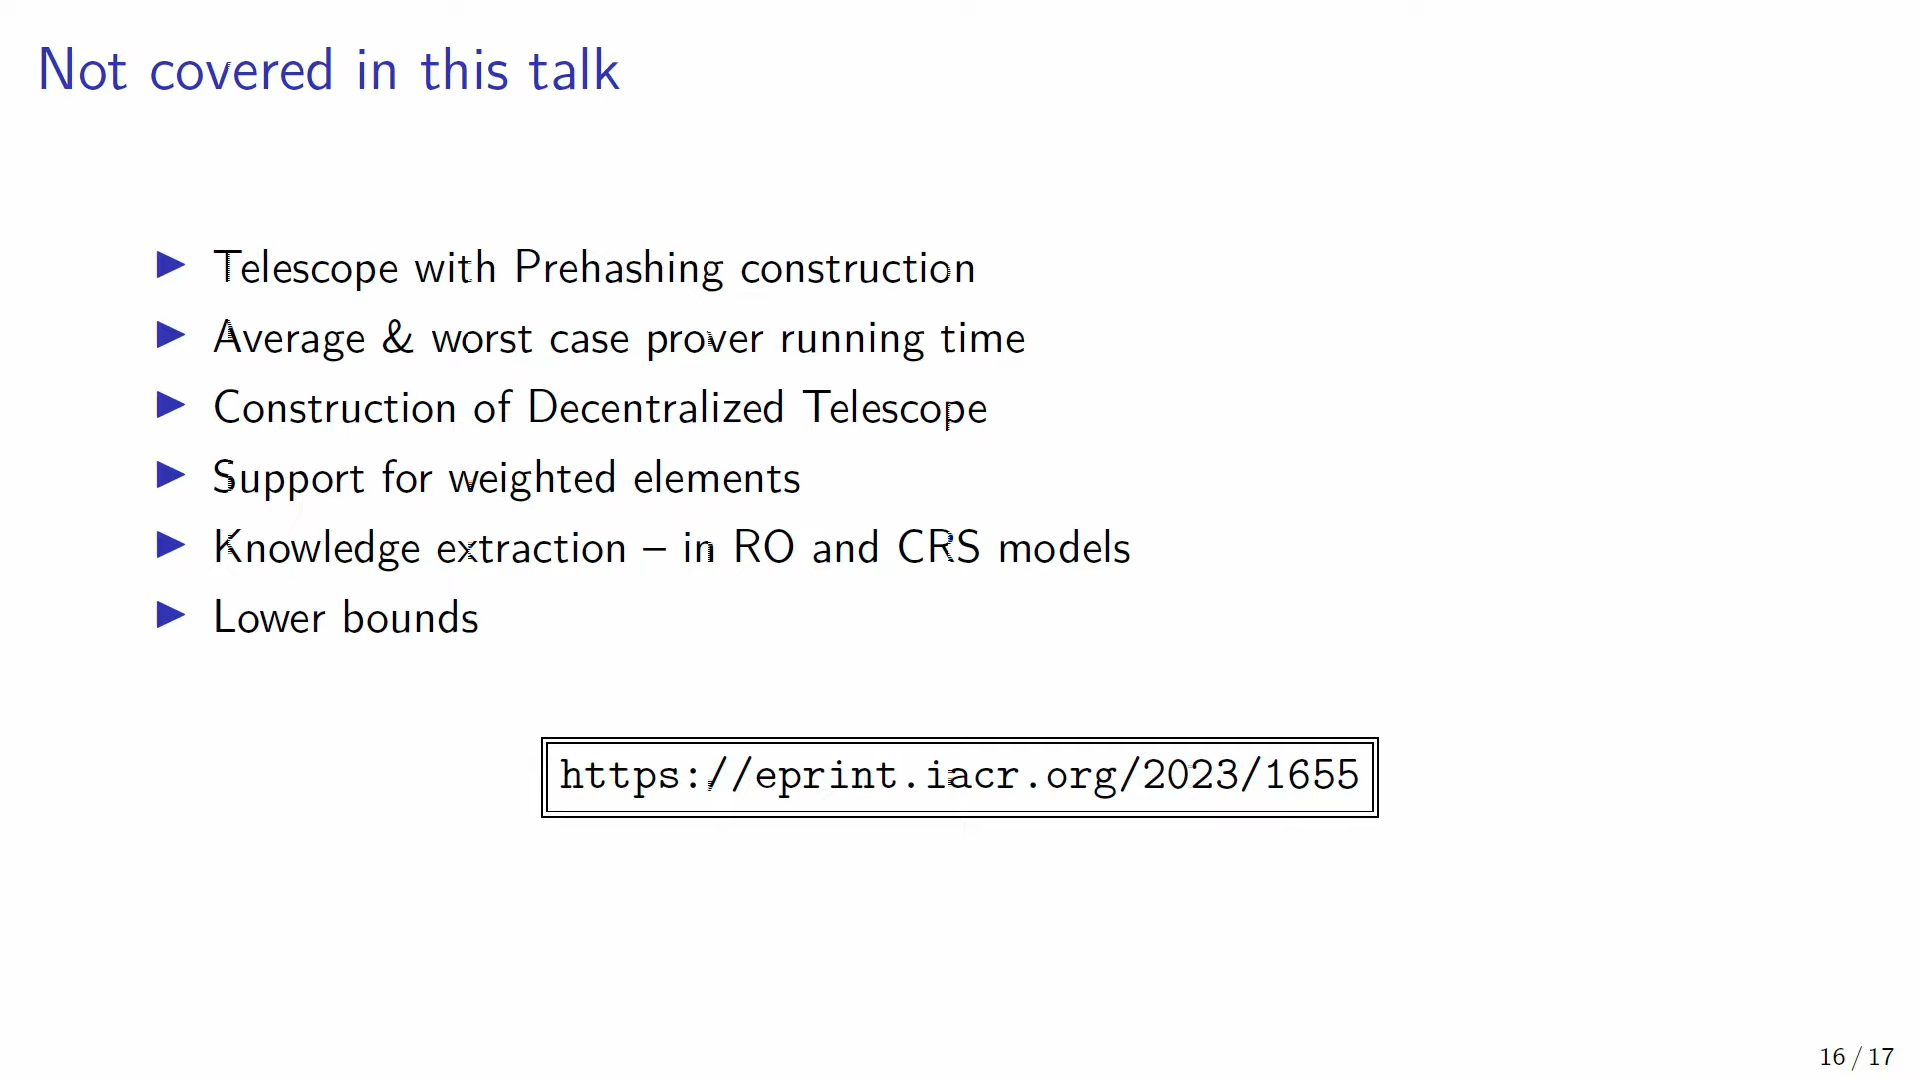 Not covered in this talk
▶ Telescope with Prehashing construction
▶ Average & worst case prover running time
▶ Construction of Decentralized Telescope
▶ Support for weighted elements
▶ Knowledge extraction – in RO and CRS models
▶ Lower bounds
https://eprint.iacr.org/2023/1655
16 / 17